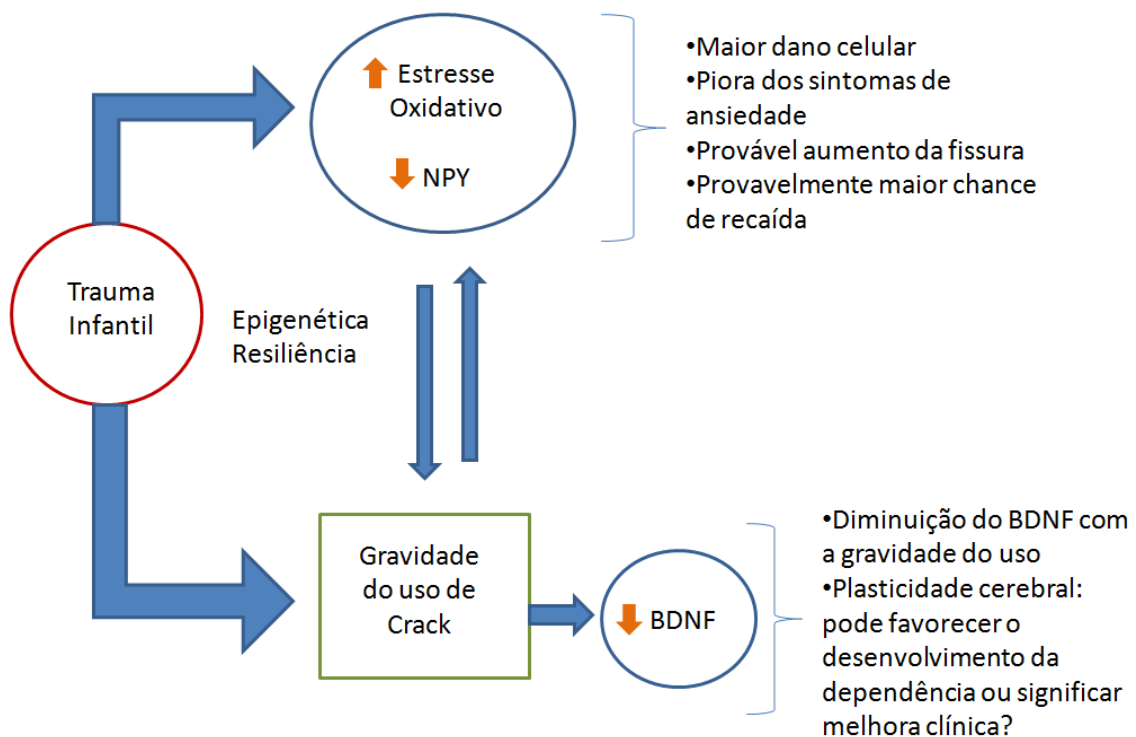 Estresse
Oxidativo
NPY
•Maior dano celular
•Piora dos sintomas de
ansiedade
•Provável aumento da fissura
•Provavelmente maior chance
de recaída
Trauma
Infantil
Epigenética
Resiliência
Gravidade
do uso de
Crack
BDNF
•Diminuição do BDNF com
a gravidade do uso
•Plasticidade cerebral:
pode favorecer o
desenvolvimento da
dependência ou significar
melhora clínica?